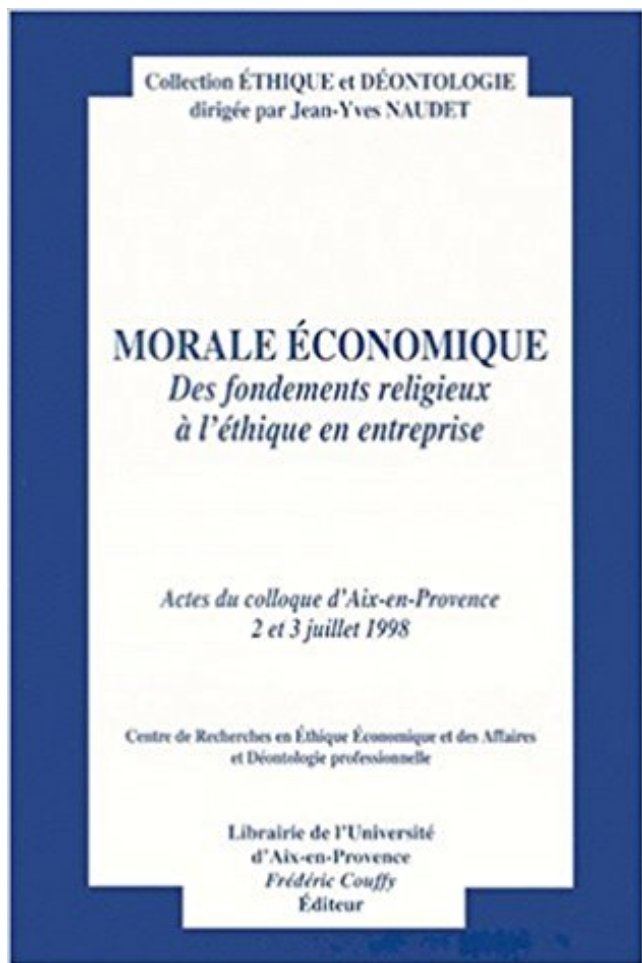 Collection ÉTHIQUE et DÉONTOLOGIE
dirigée par Jean-Yves NAUDET
MORALE ÉCONOMIQUE
Des fondements religieux
à l'éthique en entreprise
Actes du colloque d'Aix-en-Provence
2 et 3 juillet 1998
Centre de Recherches en Éthique Économique et des Affaires
et Déontologie professionnelle
Librairie de l'Université
d'Aix-en-Provence
Frédéric Couffy
Éditeur